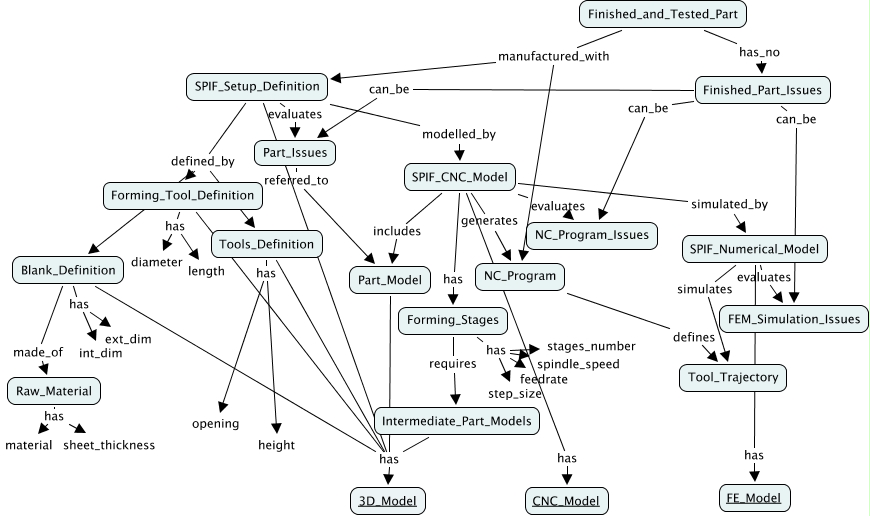 Finished_and_Tested_Part
manufactured_with
has_no
SPIF_Setup_Definition
can_be
Finished_Part_Issues
evaluates
can_be
can_be
modelled_by
Part_Issues
defined_by
referred_to
SPIF_CNC_Model
Forming_Tool_Definition
simulated_by
evaluates
has
includes
generates
NC_Program_Issues
Tools_Definition
SPIF_Numerical_Model
diameter
length
Blank_Definition
has
Part_Model
has
NC_Program
simulates
evaluates
has
ext_dim
int_dim
Forming_Stages
FEM_Simulation_Issues
made_of
has
stages_number
defines
requires
spindle_speed
feedrate
step_size
Raw_Material
Tool_Trajectory
has
opening
Intermediate_Part_Models
material
sheet_thickness
height
has
has
has
3D_Model
CNC_Model
FE_Model